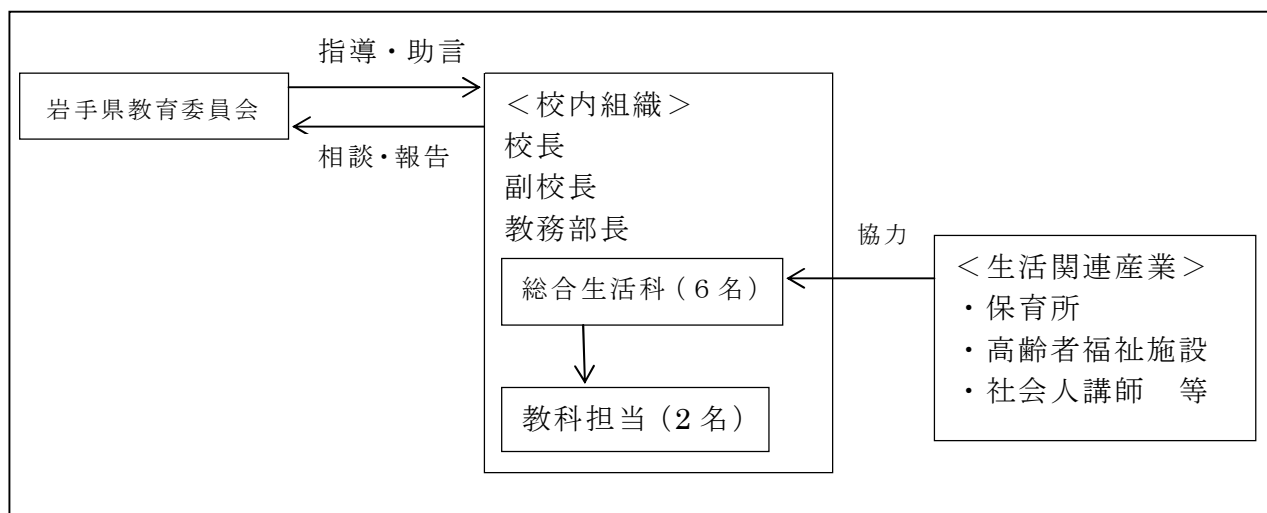 指導・助言
岩手県教育委員会
相談・報告
<校内組織>
校長
副校長
教務部長
総合生活科(6名)
教科担当(2名)
協力
<生活関連産業>
・保育所
・高齢者福祉施設
・社会人講師 等